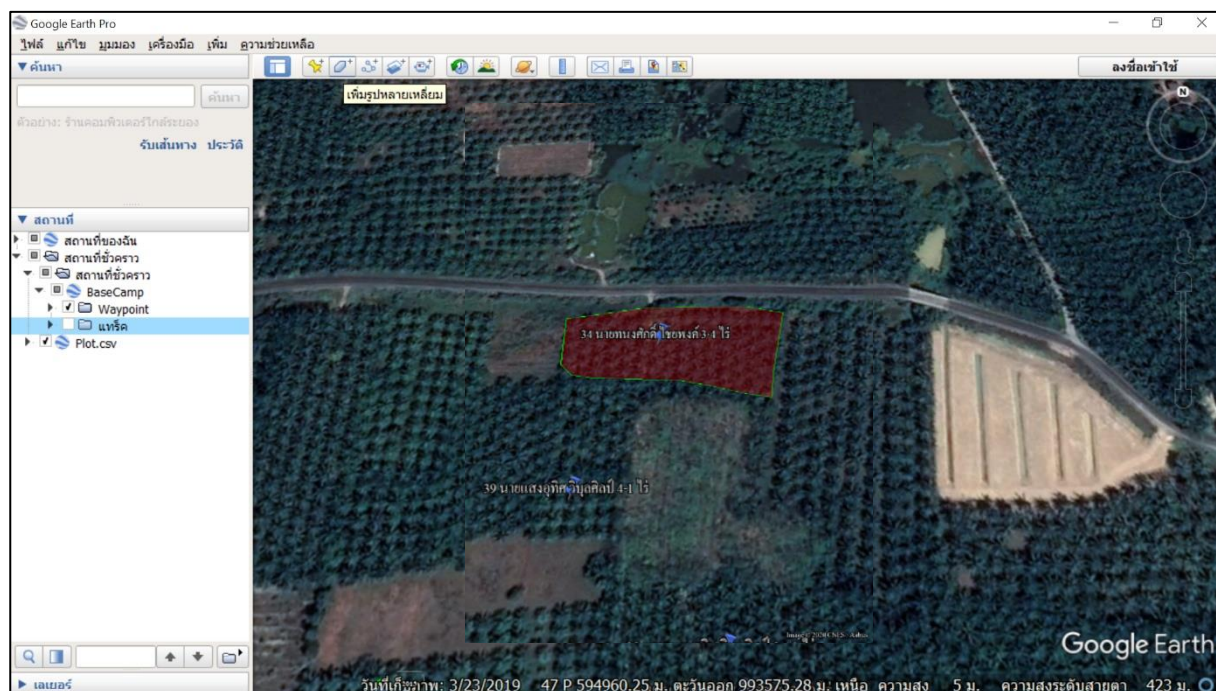 Google Earth Pro
ไฟล์ แก้ไข มุมมอง เครื่องมือ เพิ่ม ความช่วยเหลือ
▼ ค้นหา
ลงชื่อเข้าใช้
ค้นหา
เพิ่มรูปหลายเหลี่ยม
ตัวอย่าง: ร้านคอมพิวเตอร์ใกล้ระยอง
รับเส้นทาง ประวัติ
▼ สถานที่
สถานที่ของฉัน
สถานที่ชั่วคราว
สถานที่ชั่วคราว
BaseCamp
Waypoint
แทร็ค
Plot.csv
N
34 นายทนงศักดิ์ ไชยพงค์ 3-1 ไร่
39 นายแสงอุทิศ วิบุลศิลป์ 4-1 ไร่
Google Earth
▶ เลเยอร์
วันที่เก็บภาพ: 3/23/2019 47 P 594960.25 ม. ตะวันออก 993575.28 ม. เหนือ ความสูง 5 ม. ความสูงระดับสายตา 423 ม.